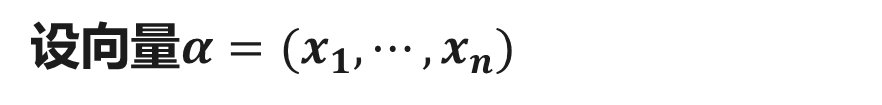 设向量α = (x₁,⋯,xₙ)